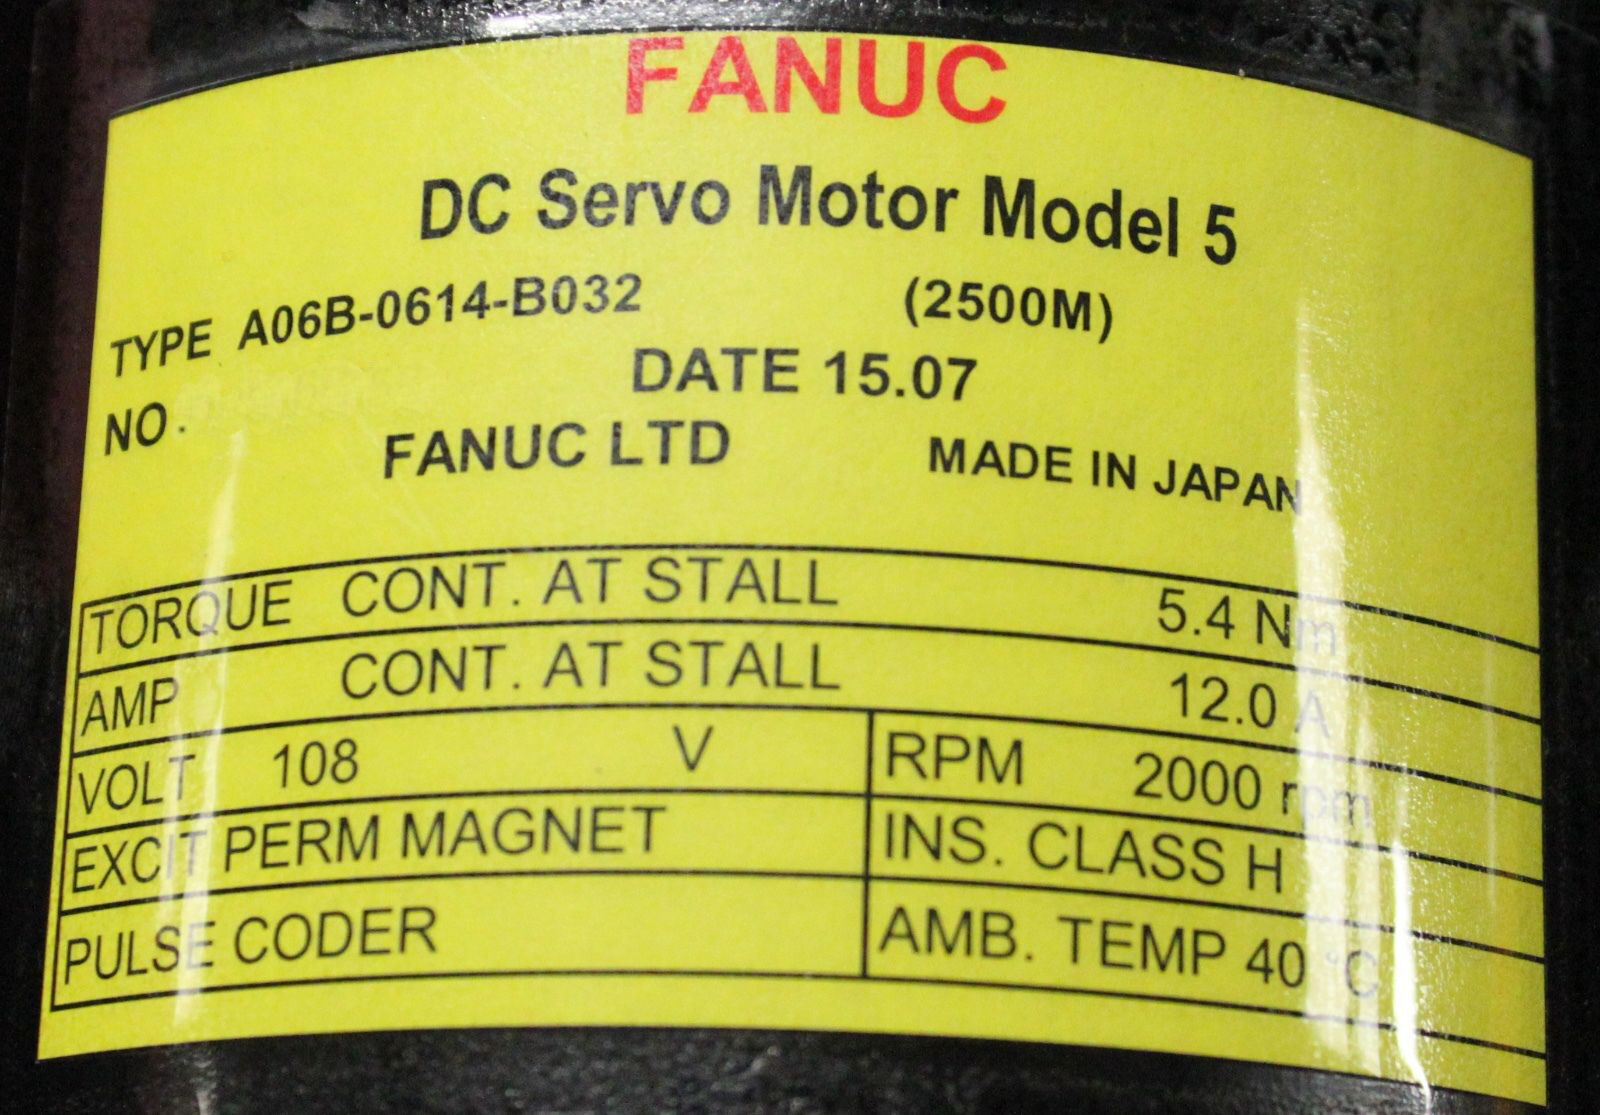 FANUC
DC Servo Motor Model 5
TYPE A06B-0614-B032 (2500M)
DATE 15.07
NO.
FANUC LTD MADE IN JAPAN
TORQUE CONT. AT STALL 5.4 Nm
AMP CONT. AT STALL 12.0 A
VOLT 108 V RPM 2000 rpm
EXCIT PERM MAGNET INS. CLASS H
PULSE CODER AMB. TEMP 40 °C